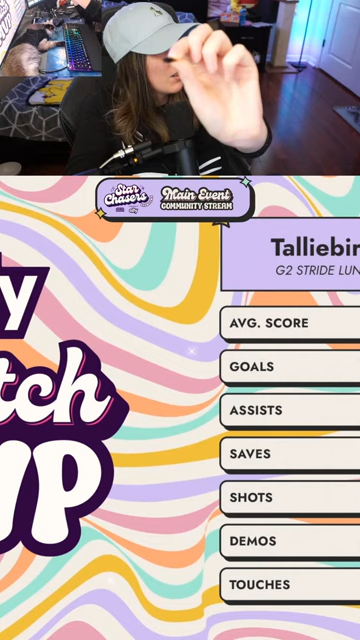 Star
Chasers
Main Event
COMMUNITY STREAM
y
tch
UP
Talliebir
G2 STRIDE LUN
AVG. SCORE
GOALS
ASSISTS
SAVES
SHOTS
DEMOS
TOUCHES